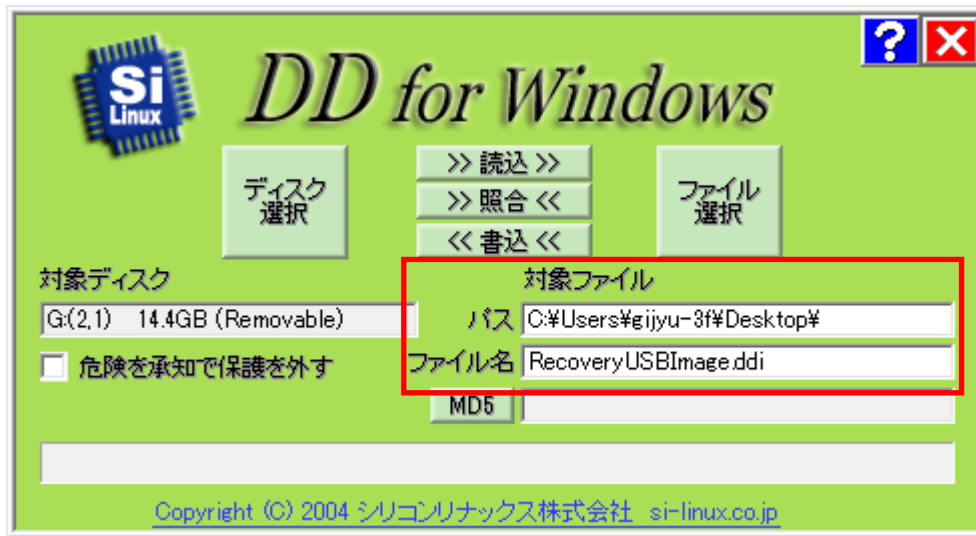 Si
Linux
DD for Windows
?
ディスク
選択
>> 読込 >>
>> 照合 <<
<< 書込 <<
ファイル
選択
対象ディスク
対象ファイル
G:(2,1) 14.4GB (Removable)
パス C:¥Users¥gijyu-3f¥Desktop¥
危険を承知で保護を外す
ファイル名 RecoveryUSBImage.ddi
MD5
Copyright (C) 2004 シリコンリナックス株式会社 si-linux.co.jp